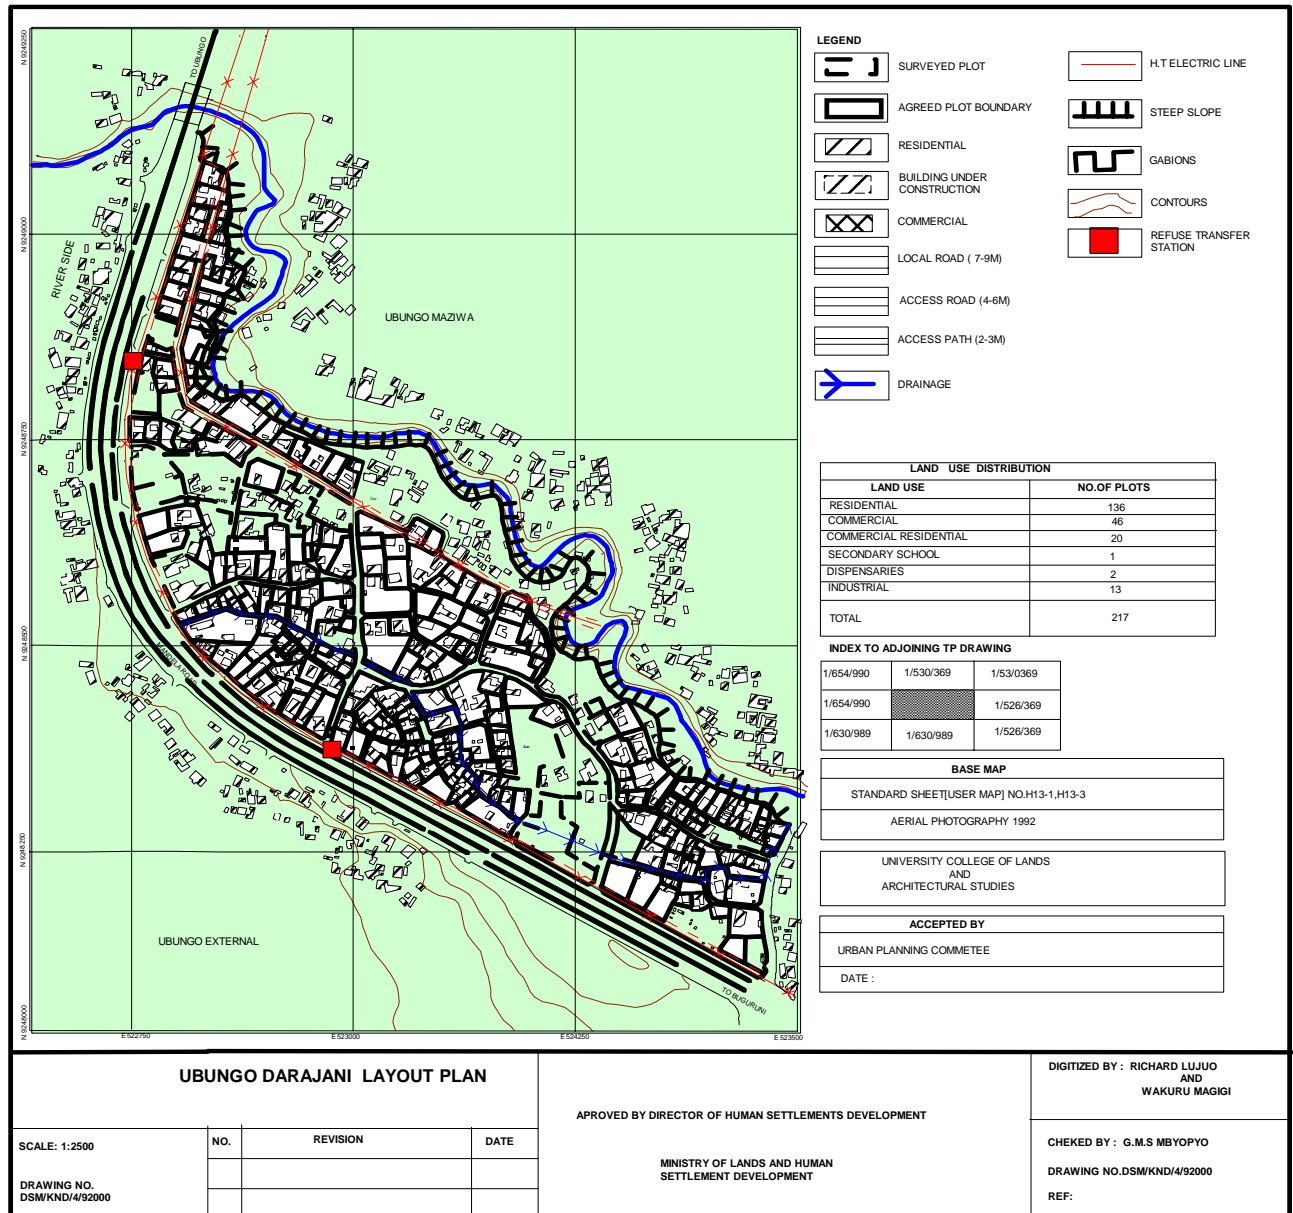 N 9249250
TO UBUNGO
N 9249000
RIVER SIDE
UBUNGO MAZIWA
N 9248750
N 9248500
MANDELA ROAD
N 9248250
UBUNGO EXTERNAL
TO BUGURUNI
N 9248000
E 522750
E 523000
E 524250
E 523500
LEGEND
SURVEYED PLOT
AGREED PLOT BOUNDARY
RESIDENTIAL
BUILDING UNDER
CONSTRUCTION
COMMERCIAL
LOCAL ROAD ( 7-9M)
ACCESS ROAD (4-6M)
ACCESS PATH (2-3M)
DRAINAGE
H.T ELECTRIC LINE
STEEP SLOPE
GABIONS
CONTOURS
REFUSE TRANSFER
STATION
LAND USE DISTRIBUTION
LAND USE NO.OF PLOTS
RESIDENTIAL 136
COMMERCIAL 46
COMMERCIAL RESIDENTIAL 20
SECONDARY SCHOOL 1
DISPENSARIES 2
INDUSTRIAL 13
TOTAL 217
INDEX TO ADJOINING TP DRAWING
1/654/990 1/530/369 1/53/0369
1/654/990 1/526/369
1/630/989 1/630/989 1/526/369
BASE MAP
STANDARD SHEET[USER MAP] NO.H13-1,H13-3
AERIAL PHOTOGRAPHY 1992
UNIVERSITY COLLEGE OF LANDS
AND
ARCHITECTURAL STUDIES
ACCEPTED BY
URBAN PLANNING COMMETEE
DATE :
UBUNGO DARAJANI LAYOUT PLAN
SCALE: 1:2500
NO. REVISION DATE
DRAWING NO.
DSM/KND/4/92000
APROVED BY DIRECTOR OF HUMAN SETTLEMENTS DEVELOPMENT
MINISTRY OF LANDS AND HUMAN
SETTLEMENT DEVELOPMENT
DIGITIZED BY : RICHARD LUJUO
AND
WAKURU MAGIGI
CHEKED BY : G.M.S MBYOPYO
DRAWING NO.DSM/KND/4/92000
REF: